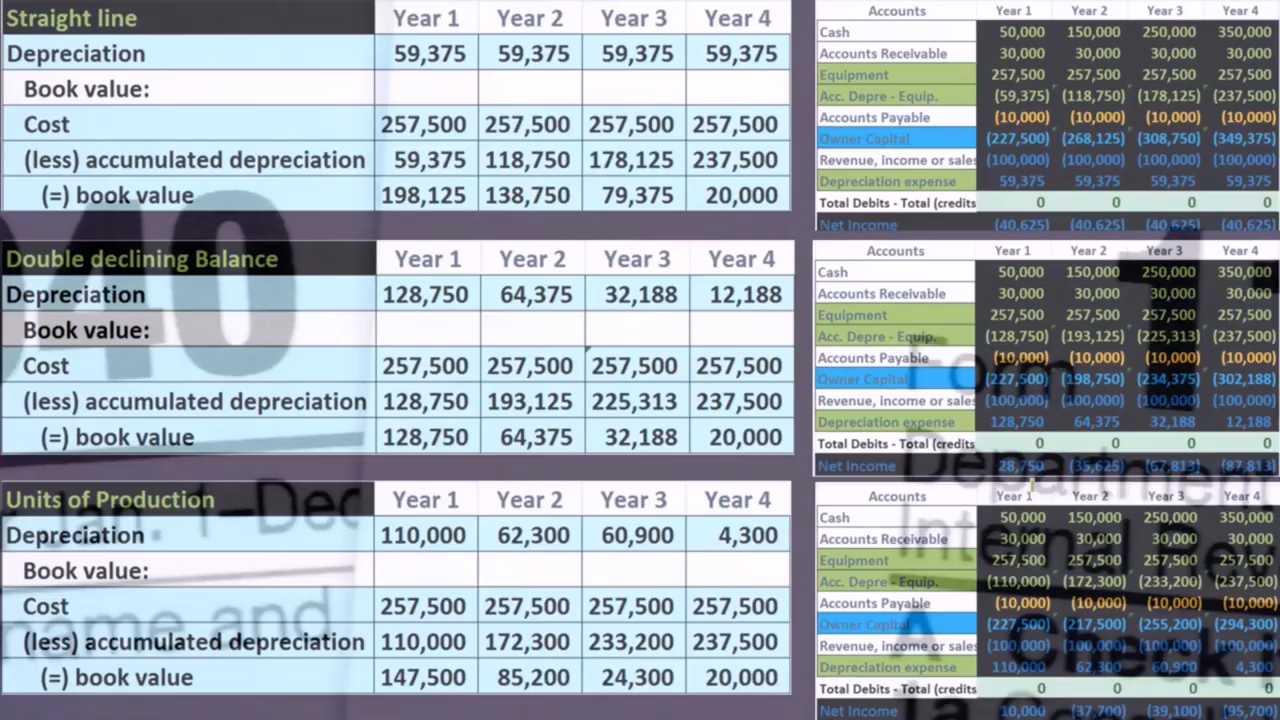 Straight line Year 1 Year 2 Year 3 Year 4
Depreciation 59,375 59,375 59,375 59,375
Book value:
Cost 257,500 257,500 257,500 257,500
(less) accumulated depreciation 59,375 118,750 178,125 237,500
(=) book value 198,125 138,750 79,375 20,000
Accounts Year 1 Year 2 Year 3 Year 4
Cash 50,000 150,000 250,000 350,000
Accounts Receivable 30,000 30,000 30,000 30,000
Equipment 257,500 257,500 257,500 257,500
Acc. Depre - Equip. (59,375) (118,750) (178,125) (237,500)
Accounts Payable (10,000) (10,000) (10,000) (10,000)
Owner Capital (227,500) (268,125) (308,750) (349,375)
Revenue, income or sales (100,000) (100,000) (100,000) (100,000)
Depreciation expense 59,375 59,375 59,375 59,375
Total Debits - Total (credits 0 0 0 0
Net Income (40,625) (40,625) (40,625) (40,625)
Double declining Balance Year 1 Year 2 Year 3 Year 4
Depreciation 128,750 64,375 32,188 12,188
Book value:
Cost 257,500 257,500 257,500 257,500
(less) accumulated depreciation 128,750 193,125 225,313 237,500
(=) book value 128,750 64,375 32,188 20,000
Accounts Year 1 Year 2 Year 3 Year 4
Cash 50,000 150,000 250,000 350,000
Accounts Receivable 30,000 30,000 30,000 30,000
Equipment 257,500 257,500 257,500 257,500
Acc. Depre - Equip. (128,750) (193,125) (225,313) (237,500)
Accounts Payable (10,000) (10,000) (10,000) (10,000)
Owner Capital (227,500) (198,750) (234,375) (302,188)
Revenue, income or sales (100,000) (100,000) (100,000) (100,000)
Depreciation expense 128,750 64,375 32,188 12,188
Total Debits - Total (credits 0 0 0 0
Net Income 28,750 (35,625) (67,813) (87,813)
Units of Production Year 1 Year 2 Year 3 Year 4
Depreciation 110,000 62,300 60,900 4,300
Book value:
Cost 257,500 257,500 257,500 257,500
(less) accumulated depreciation 110,000 172,300 233,200 237,500
(=) book value 147,500 85,200 24,300 20,000
Accounts Year 1 Year 2 Year 3 Year 4
Cash 50,000 150,000 250,000 350,000
Accounts Receivable 30,000 30,000 30,000 30,000
Equipment 257,500 257,500 257,500 257,500
Acc. Depre - Equip. (110,000) (172,300) (233,200) (237,500)
Accounts Payable (10,000) (10,000) (10,000) (10,000)
Owner Capital (227,500) (217,500) (255,200) (294,300)
Revenue, income or sales (100,000) (100,000) (100,000) (100,000)
Depreciation expense 110,000 62,300 60,900 4,300
Total Debits - Total (credits 0 0 0 0
Net Income 10,000 (37,700) (39,100) (95,700)
040
Jan. 1–Dec
name and
Form 1
Department
Internal Rev
A Check i
1a